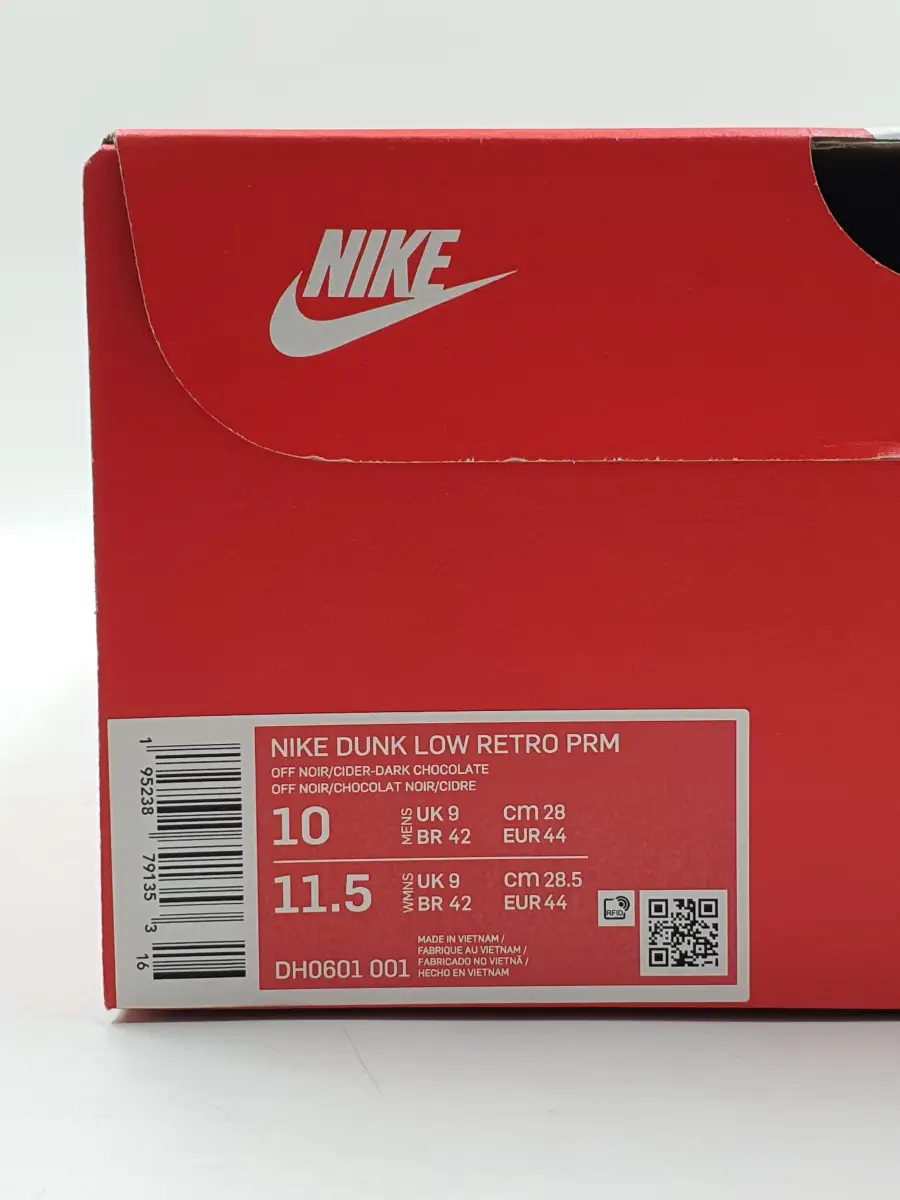 NIKE
NIKE DUNK LOW RETRO PRM
OFF NOIR/CIDER-DARK CHOCOLATE
OFF NOIR/CHOCOLAT NOIR/CIDRE
10 MENS UK 9 CM 28
BR 42 EUR 44
11.5 WMNS UK 9 CM 28.5
BR 42 EUR 44
RFID
DH0601 001
MADE IN VIETNAM /
FABRIQUE AU VIETNAM /
FABRICADO NO VIETNÃ /
HECHO EN VIETNAM
1 95238 79135 3 16